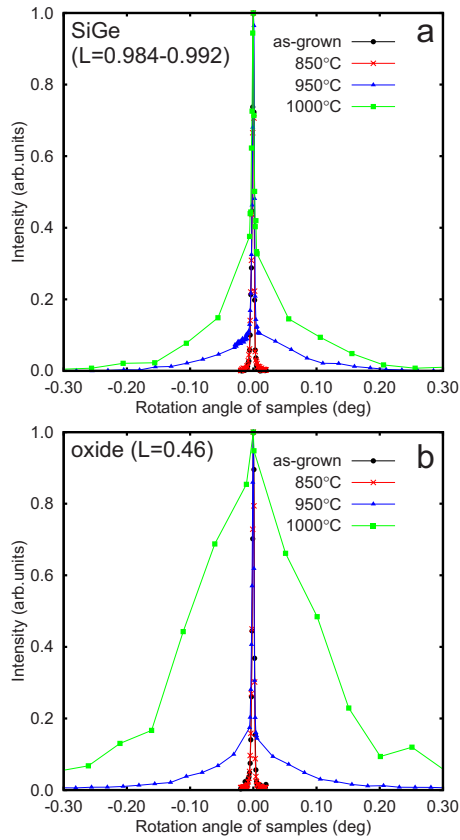 SiGe
(L=0.984-0.992)
a
as-grown
850°C
950°C
1000°C
1.0
0.8
0.6
0.4
0.2
0.0
Intensity (arb.units)
-0.30
-0.20
-0.10
0.00
0.10
0.20
0.30
Rotation angle of samples (deg)
oxide (L=0.46)
b
as-grown
850°C
950°C
1000°C
1.0
0.8
0.6
0.4
0.2
0.0
Intensity (arb.units)
-0.30
-0.20
-0.10
0.00
0.10
0.20
0.30
Rotation angle of samples (deg)